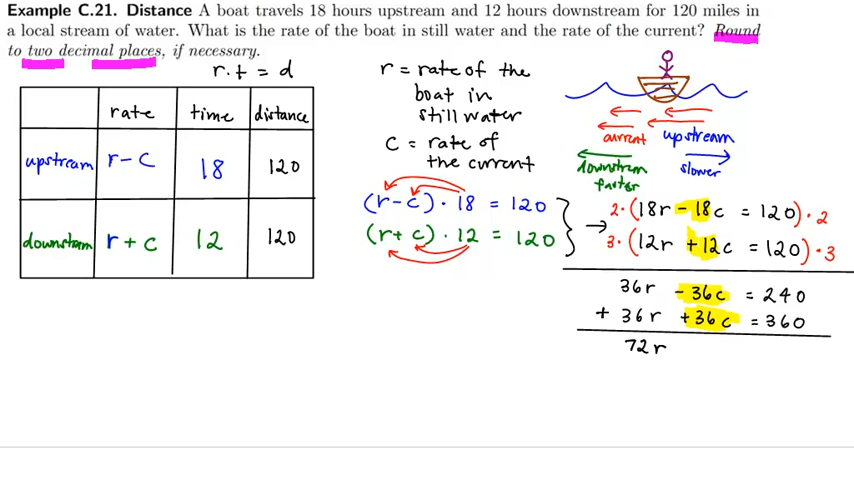 Example C.21. Distance A boat travels 18 hours upstream and 12 hours downstream for 120 miles in
a local stream of water. What is the rate of the boat in still water and the rate of the current? Round
to two decimal places, if necessary.
r.t = d
rate time distance
upstream r-c 18 120
downstam r+c 12 120
r = rate of the
boat in
still water
c = rate of
the current
current upstream
downstream slower
faster
(r-c) · 18 = 120
(r+c) · 12 = 120
→ 2·(18r -18c = 120)·2
3·(12r +12c = 120)·3
36r -36c = 240
+ 36r +36c = 360
72r